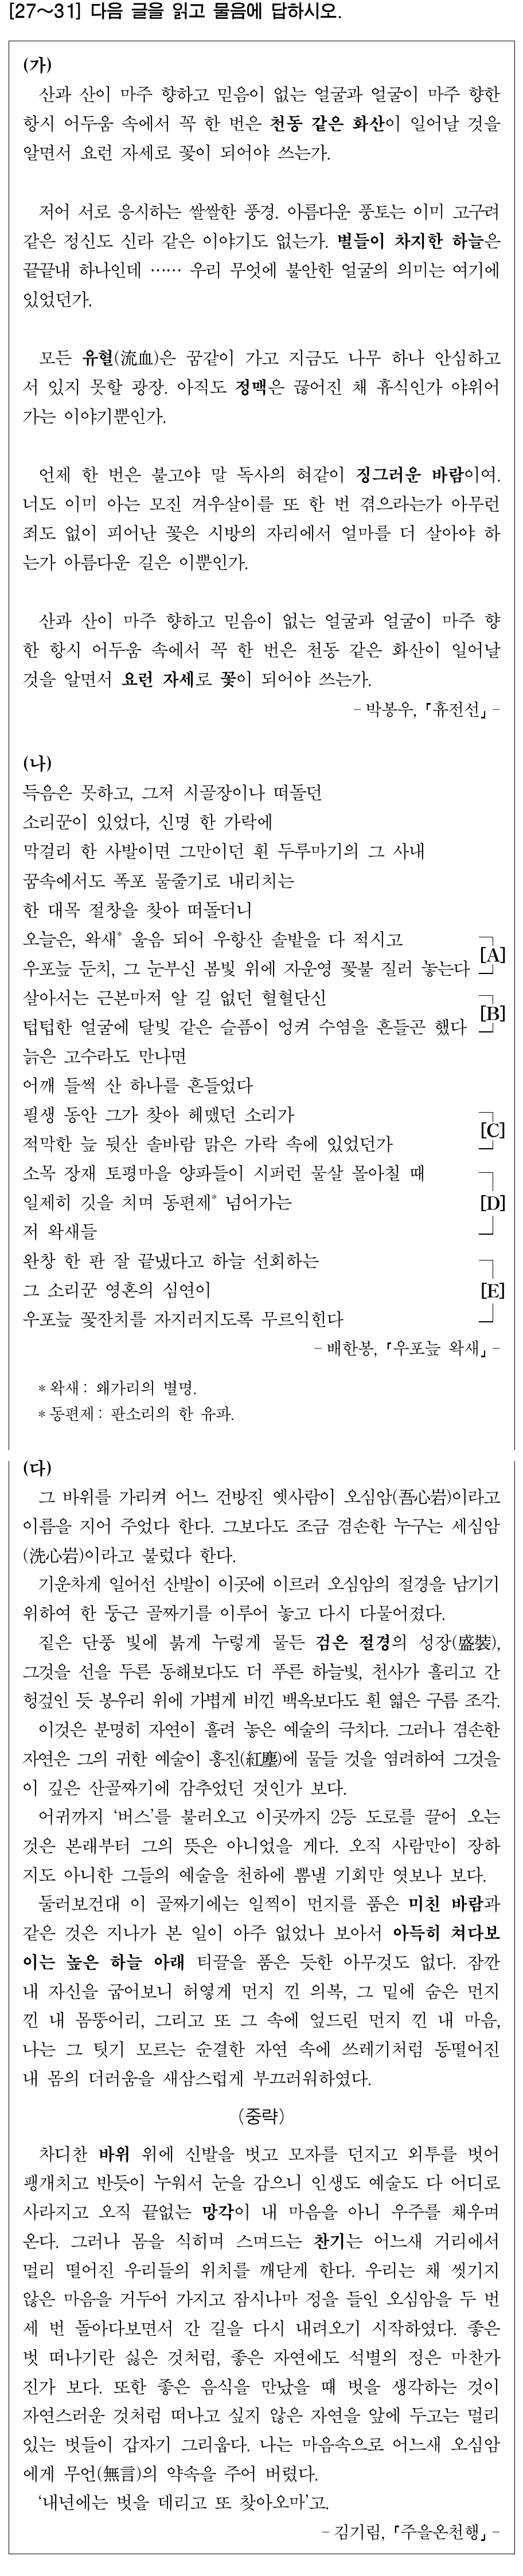 [27～31] 다음 글을 읽고 물음에 답하시오.
(가)
산과 산이 마주 향하고 믿음이 없는 얼굴과 얼굴이 마주 향한
항시 어두움 속에서 꼭 한 번은 천동 같은 화산이 일어날 것을
알면서 요런 자세로 꽃이 되어야 쓰는가.
저어 서로 응시하는 쌀쌀한 풍경. 아름다운 풍토는 이미 고구려
같은 정신도 신라 같은 이야기도 없는가. 별들이 차지한 하늘은
끝끝내 하나인데 …… 우리 무엇에 불안한 얼굴의 의미는 여기에
있었던가.
모든 유혈(流血)은 꿈같이 가고 지금도 나무 하나 안심하고
서 있지 못할 광장. 아직도 정맥은 끊어진 채 휴식인가 야위어
가는 이야기뿐인가.
언제 한 번은 불고야 말 독사의 혀같이 징그러운 바람이여.
너도 이미 아는 모진 겨우살이를 또 한 번 겪으라는가 아무런
죄도 없이 피어난 꽃은 시방의 자리에서 얼마를 더 살아야 하
는가 아름다운 길은 이뿐인가.
산과 산이 마주 향하고 믿음이 없는 얼굴과 얼굴이 마주 향
한 항시 어두움 속에서 꼭 한 번은 천동 같은 화산이 일어날
것을 알면서 요런 자세로 꽃이 되어야 쓰는가.
- 박봉우, 「휴전선」 -
(나)
득음은 못하고, 그저 시골장이나 떠돌던
소리꾼이 있었다, 신명 한 가락에
막걸리 한 사발이면 그만이던 흰 두루마기의 그 사내
꿈속에서도 폭포 물줄기로 내리치는
한 대목 절창을 찾아 떠돌더니
오늘은, 왁새* 울음 되어 우항산 솔밭을 다 적시고
우포늪 둔치, 그 눈부신 봄빛 위에 자운영 꽃불 질러 놓는다 [A]
살아서는 근본마저 알 길 없던 혈혈단신
텁텁한 얼굴에 달빛 같은 슬픔이 엉켜 수염을 흔들곤 했다 [B]
늙은 고수라도 만나면
어깨 들썩 산 하나를 흔들었다
필생 동안 그가 찾아 헤맸던 소리가
적막한 늪 뒷산 솔바람 맑은 가락 속에 있었던가 [C]
소목 장재 토평마을 양파들이 시퍼런 물살 몰아칠 때
일제히 깃을 치며 동편제* 넘어가는 [D]
저 왁새들
완창 한 판 잘 끝냈다고 하늘 선회하는
그 소리꾼 영혼의 심연이 [E]
우포늪 꽃잔치를 자지러지도록 무르익힌다
- 배한봉, 「우포늪 왁새」 -
* 왁새 : 왜가리의 별명.
* 동편제 : 판소리의 한 유파.
(다)
그 바위를 가리켜 어느 건방진 옛사람이 오심암(吾心岩)이라고
이름을 지어 주었다 한다. 그보다도 조금 겸손한 누구는 세심암
(洗心岩)이라고 불렀다 한다.
기운차게 일어선 산발이 이곳에 이르러 오심암의 절경을 남기기
위하여 한 둥근 골짜기를 이루어 놓고 다시 다물어졌다.
짙은 단풍 빛에 붉게 누렇게 물든 검은 절경의 성장(盛裝),
그것을 선을 두른 동해보다도 더 푸른 하늘빛, 천사가 흘리고 간
헝겊인 듯 봉우리 위에 가볍게 비낀 백옥보다도 흰 엷은 구름 조각.
이것은 분명히 자연이 흘려 놓은 예술의 극치다. 그러나 겸손한
자연은 그의 귀한 예술이 홍진(紅塵)에 물들 것을 염려하여 그것을
이 깊은 산골짜기에 감추었던 것인가 보다.
어귀까지 ‘버스’를 불러오고 이곳까지 2등 도로를 끌어 오는
것은 본래부터 그의 뜻은 아니었을 게다. 오직 사람만이 장하
지도 아니한 그들의 예술을 천하에 뽐낼 기회만 엿보나 보다.
둘러보건대 이 골짜기에는 일찍이 먼지를 품은 미친 바람과
같은 것은 지나가 본 일이 아주 없었나 보아서 아득히 쳐다보
이는 높은 하늘 아래 티끌을 품은 듯한 아무것도 없다. 잠깐
내 자신을 굽어보니 허옇게 먼지 낀 의복, 그 밑에 숨은 먼지
낀 내 몸뚱어리, 그리고 또 그 속에 엎드린 먼지 낀 내 마음,
나는 그 팃기 모르는 순결한 자연 속에 쓰레기처럼 동떨어진
내 몸의 더러움을 새삼스럽게 부끄러워하였다.
(중략)
차디찬 바위 위에 신발을 벗고 모자를 던지고 외투를 벗어
팽개치고 반듯이 누워서 눈을 감으니 인생도 예술도 다 어디로
사라지고 오직 끝없는 망각이 내 마음을 아니 우주를 채우며
온다. 그러나 몸을 식히며 스며드는 찬기는 어느새 거리에서
멀리 떨어진 우리들의 위치를 깨닫게 한다. 우리는 채 씻기지
않은 마음을 거두어 가지고 잠시나마 정을 들인 오심암을 두 번
세 번 돌아다보면서 간 길을 다시 내려오기 시작하였다. 좋은
벗 떠나기란 싫은 것처럼, 좋은 자연에도 석별의 정은 마찬가
진가 보다. 또한 좋은 음식을 만났을 때 벗을 생각하는 것이
자연스러운 것처럼 떠나고 싶지 않은 자연을 앞에 두고는 멀리
있는 벗들이 갑자기 그리웁다. 나는 마음속으로 어느새 오심암
에게 무언(無言)의 약속을 주어 버렸다.
‘내년에는 벗을 데리고 또 찾아오마’고.
- 김기림, 「주을온천행」 -